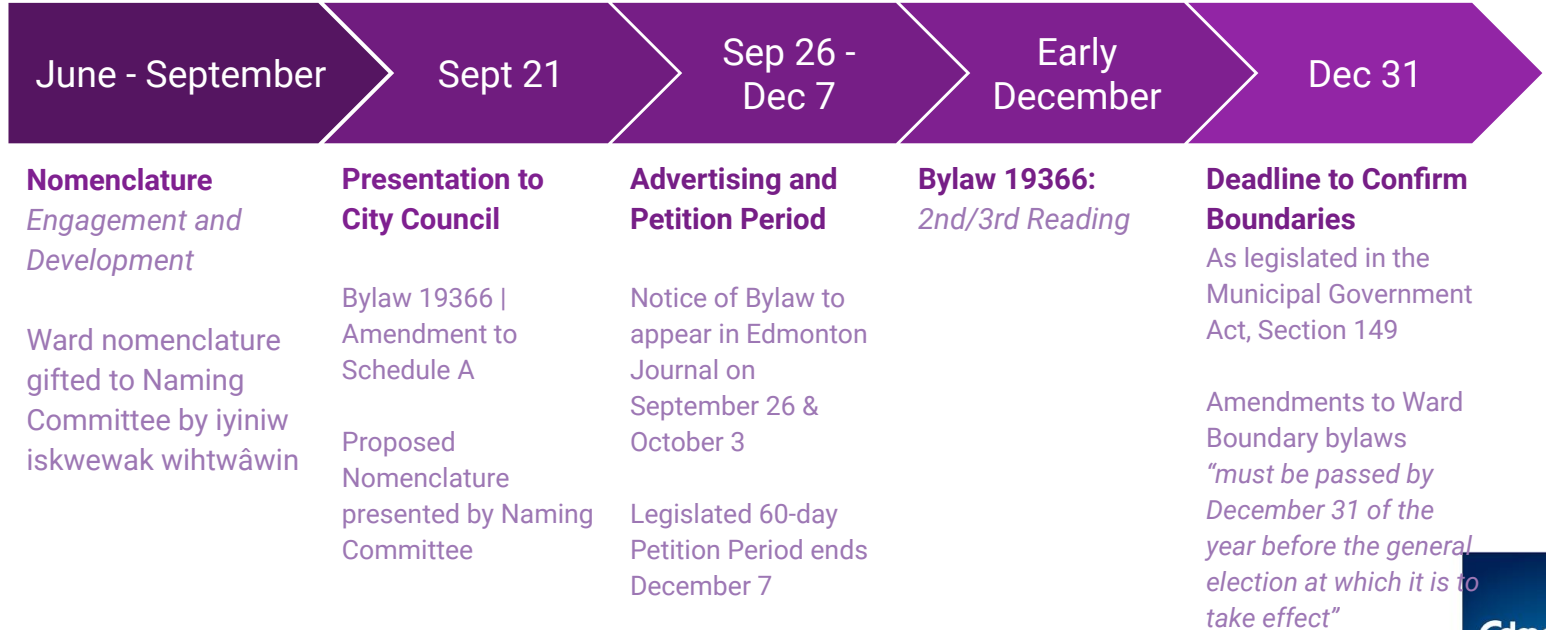 June - September
Sept 21
Sep 26 -
Dec 7
Early
December
Dec 31
Nomenclature
Engagement and
Development
Ward nomenclature
gifted to Naming
Committee by iyiniw
iskwewak wihtwâwin
Presentation to
City Council
Bylaw 19366 |
Amendment to
Schedule A
Proposed
Nomenclature
presented by Naming
Committee
Advertising and
Petition Period
Notice of Bylaw to
appear in Edmonton
Journal on
September 26 &
October 3
Legislated 60-day
Petition Period ends
December 7
Bylaw 19366:
2nd/3rd Reading
Deadline to Confirm
Boundaries
As legislated in the
Municipal Government
Act, Section 149
Amendments to Ward
Boundary bylaws
“must be passed by
December 31 of the
year before the general
election at which it is to
take effect”